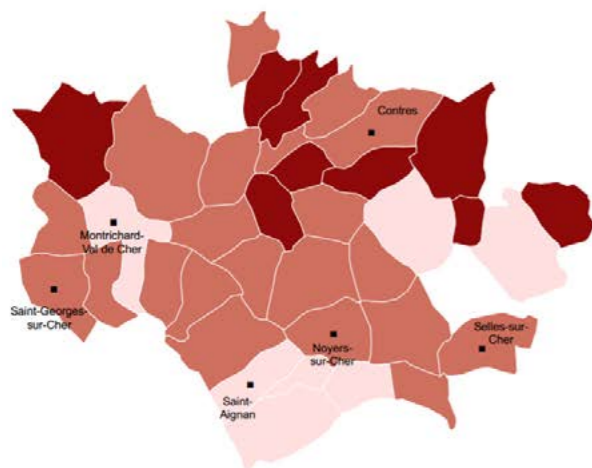 Contres
Montrichard-
Val de Cher
Saint-Georges-
sur-Cher
Noyers-
sur-Cher
Selles-sur-
Cher
Saint-
Aignan